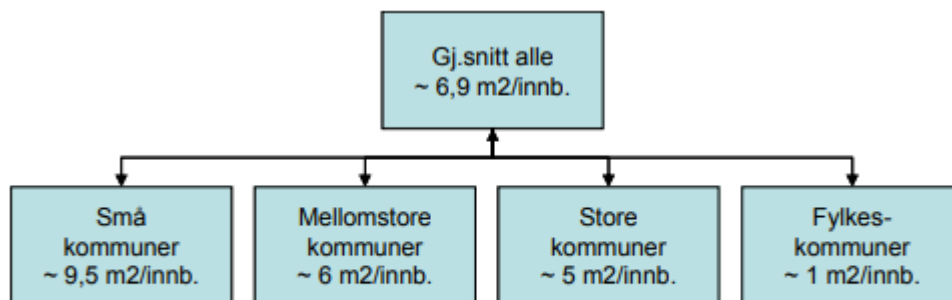 Gj.snitt alle
~ 6,9 m2/innb.
Små
kommuner
~ 9,5 m2/innb.
Mellomstore
kommuner
~ 6 m2/innb.
Store
kommuner
~ 5 m2/innb.
Fylkes-
kommuner
~ 1 m2/innb.